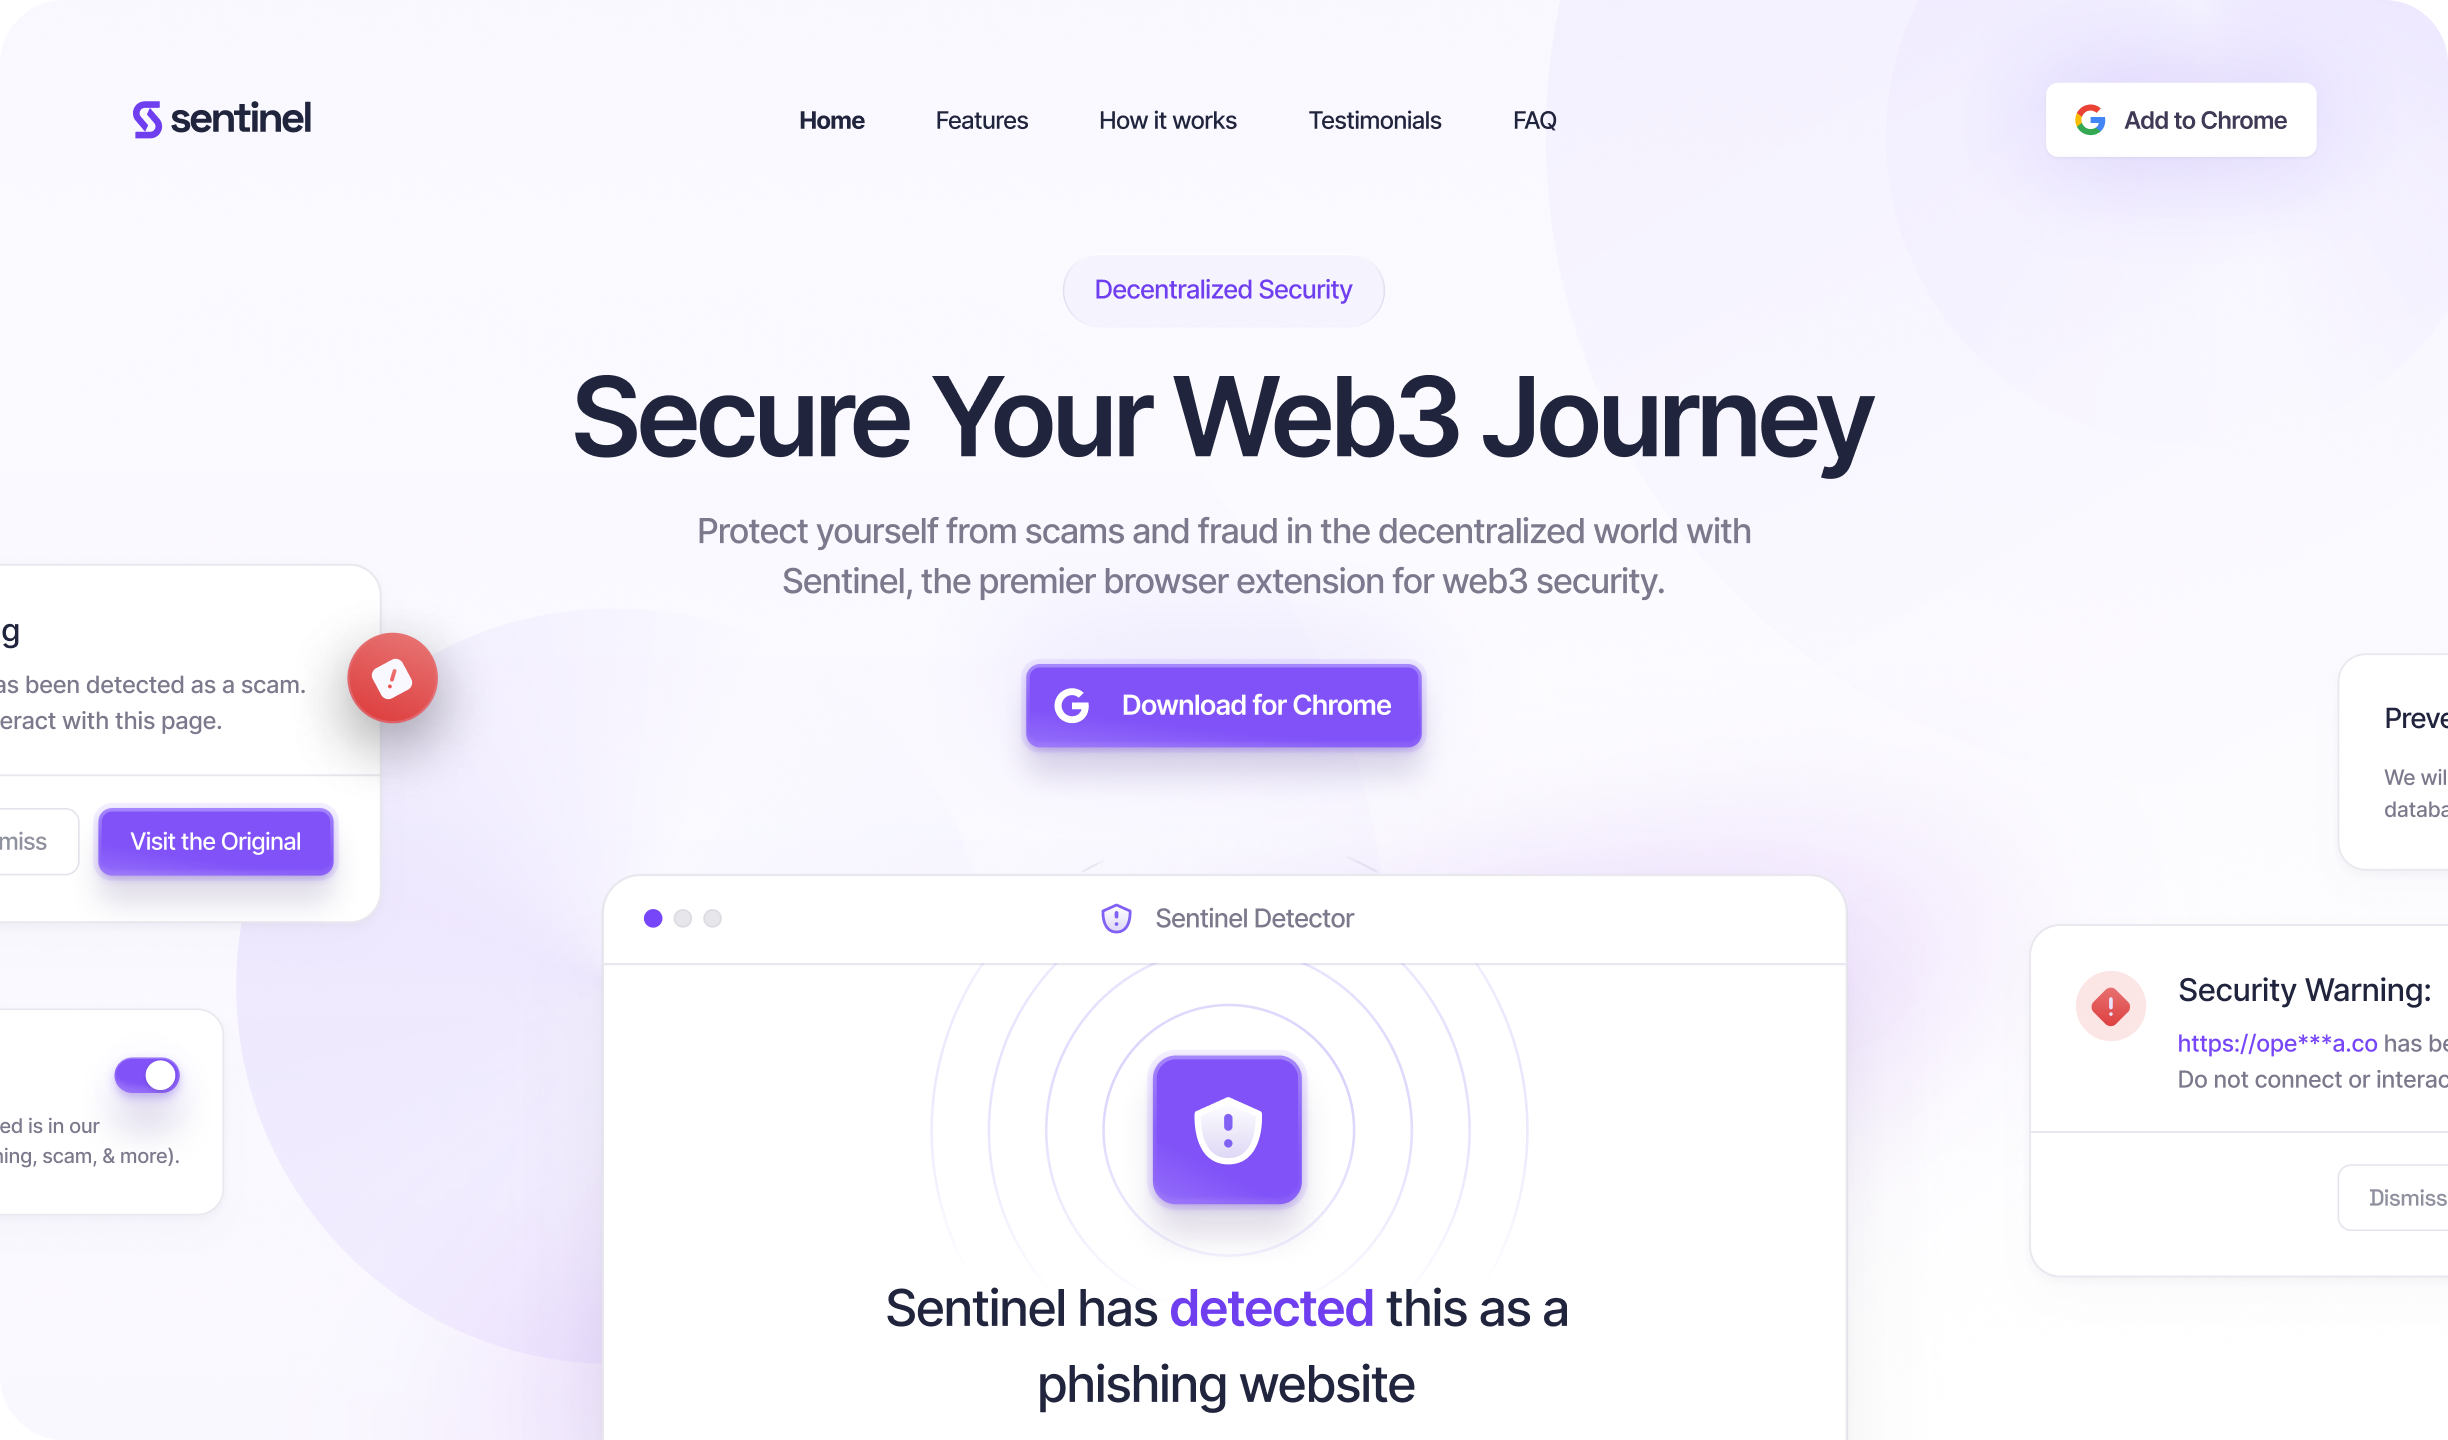 sentinel
Home
Features
How it works
Testimonials
FAQ
Add to Chrome
Decentralized Security
Secure Your Web3 Journey
Protect yourself from scams and fraud in the decentralized world with
Sentinel, the premier browser extension for web3 security.
Download for Chrome
g
as been detected as a scam.
eract with this page.
miss
Visit the Original
ed is in our
ning, scam, & more).
Sentinel Detector
Sentinel has detected this as a
phishing website
Preve
We wil
databa
Security Warning:
https://ope***a.co has be
Do not connect or interac
Dismiss